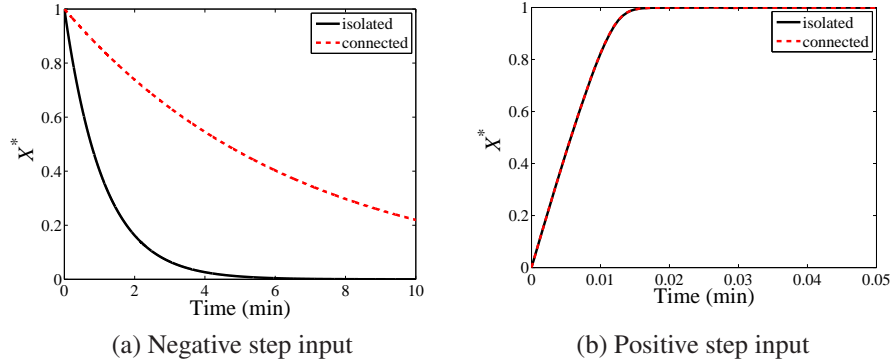 1
0.8
0.6
0.4
0.2
0
X*
0 2 4 6 8 10
Time (min)
isolated
connected
(a) Negative step input
1
0.8
0.6
0.4
0.2
0
X*
0 0.01 0.02 0.03 0.04 0.05
Time (min)
isolated
connected
(b) Positive step input